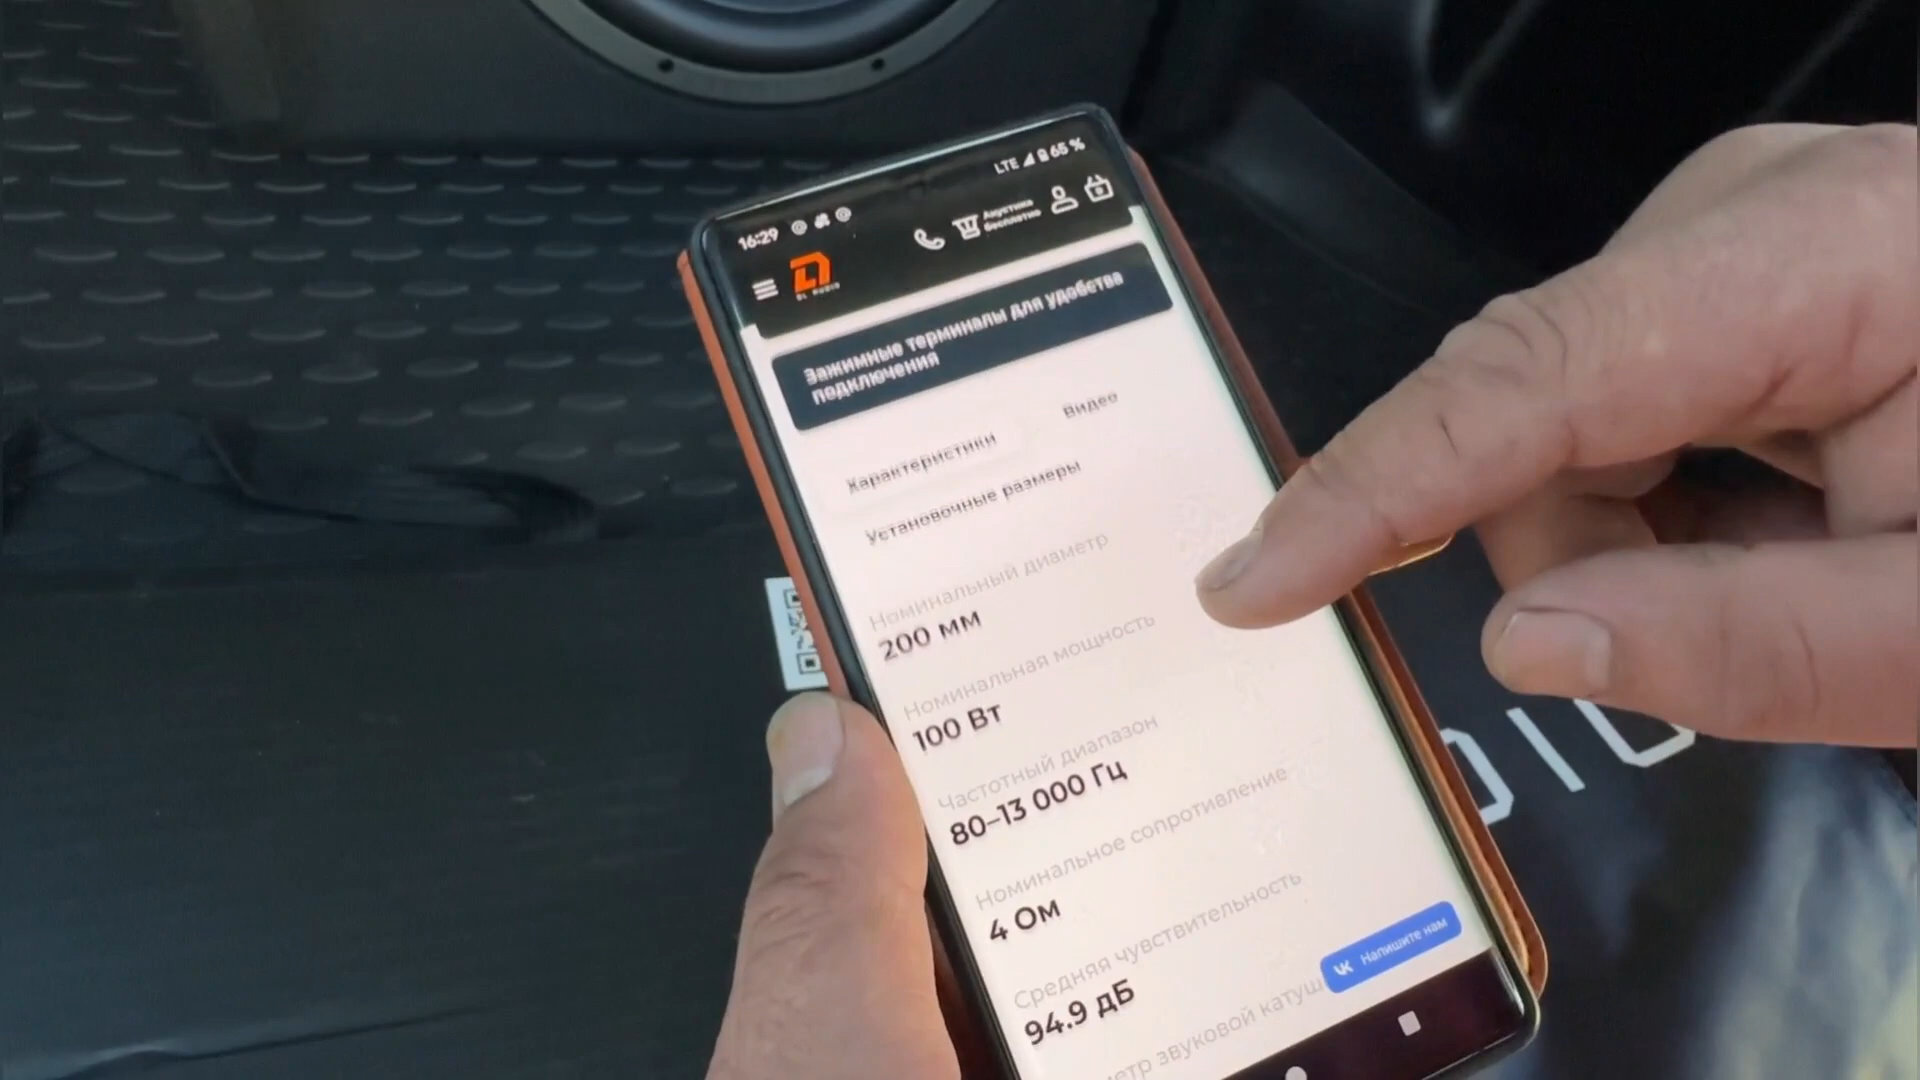 16:29
LTE 65 %
DL AUDIO
Акустика
бесплатно
Зажимные терминалы для удобства
подключения
Характеристики
Видео
Установочные размеры
Номинальный диаметр
200 мм
Номинальная мощность
100 Вт
Частотный диапазон
80–13 000 Гц
Номинальное сопротивление
4 Ом
Средняя чувствительность
94.9 дБ
звуковой
Напишите нам